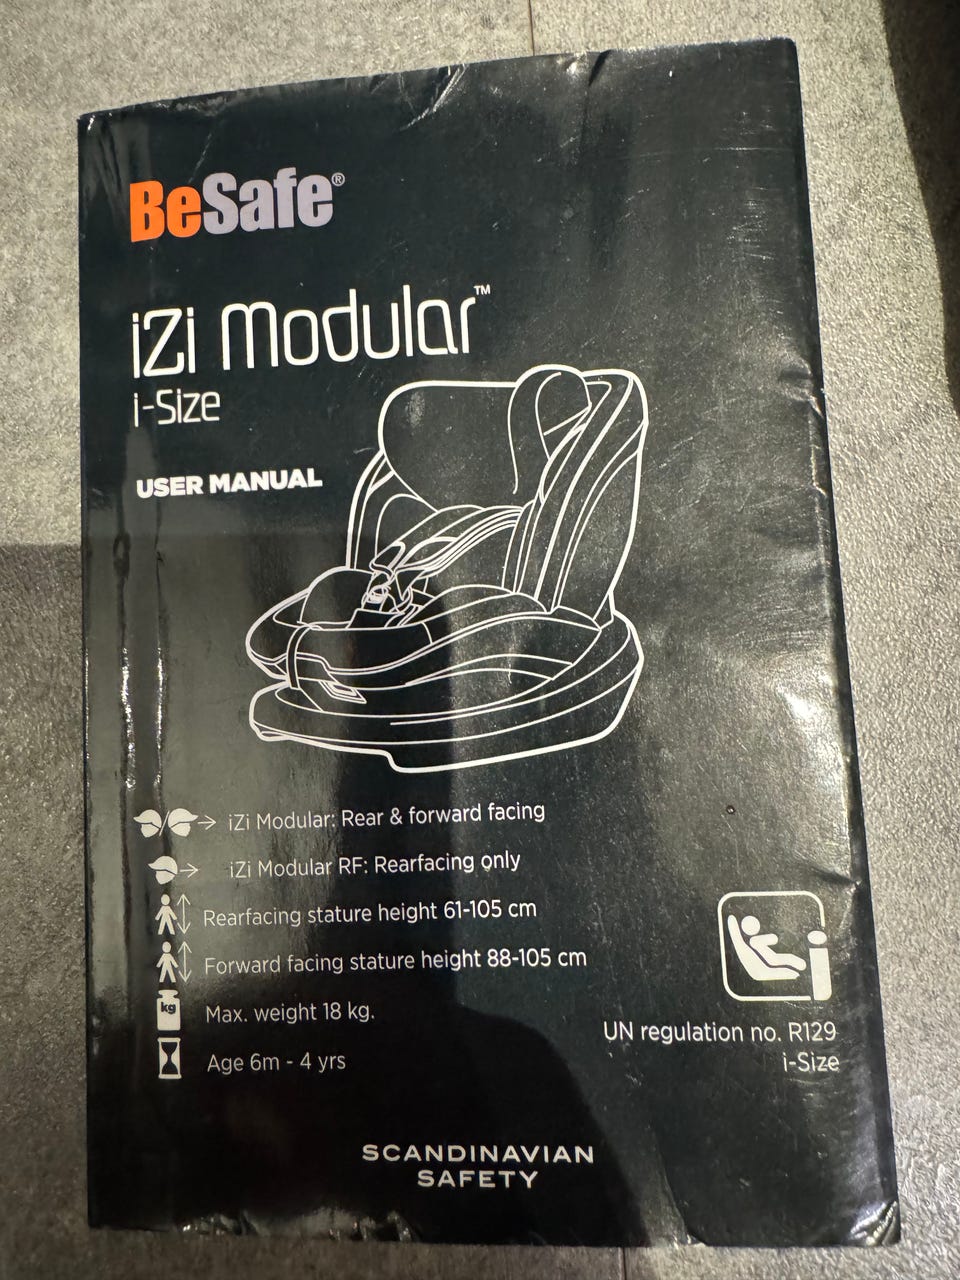 BeSafe®
iZi Modular™
i-Size
USER MANUAL
iZi Modular: Rear & forward facing
iZi Modular RF: Rearfacing only
Rearfacing stature height 61-105 cm
Forward facing stature height 88-105 cm
kg
Max. weight 18 kg.
Age 6m - 4 yrs
UN regulation no. R129
i-Size
SCANDINAVIAN
SAFETY